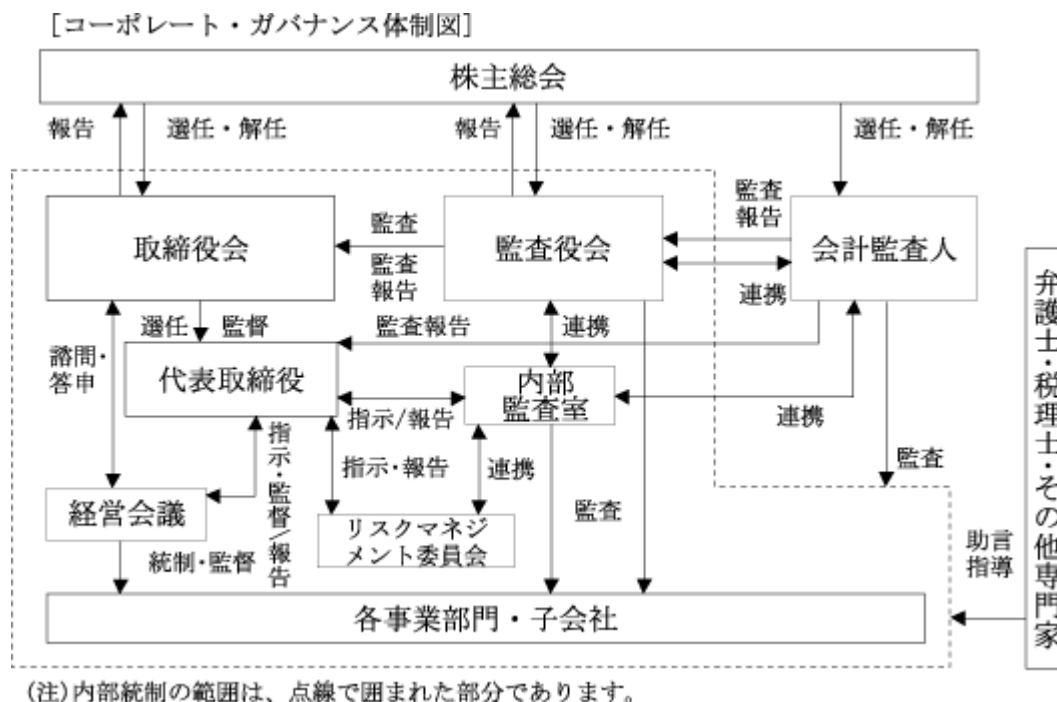 [コーポレート・ガバナンス体制図]
株主総会
報告
選任・解任
報告
選任・解任
選任・解任
取締役会
監査
監査
報告
監査役会
監査
報告
連携
会計監査人
選任
監督
監査報告
連携
諮問・
答申
代表取締役
指示/報告
内部
監査室
連携
指示・監督/報告
指示・報告
連携
監査
監査
経営会議
リスクマネジ
メント委員会
統制・監督
各事業部門・子会社
助言
指導
弁護士・税理士・その他専門家
(注)内部統制の範囲は、点線で囲まれた部分であります。